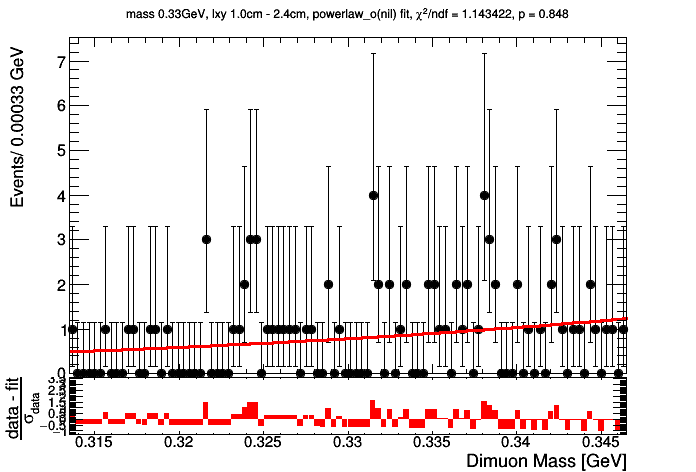 mass 0.33GeV, lxy 1.0cm - 2.4cm, powerlaw_o(nil) fit, χ²/ndf = 1.143422, p = 0.848
Events/ 0.00033 GeV
7
6
5
4
3
2
1
0
data - fit
σdata
0.315 0.32 0.325 0.33 0.335 0.34 0.345
Dimuon Mass [GeV]